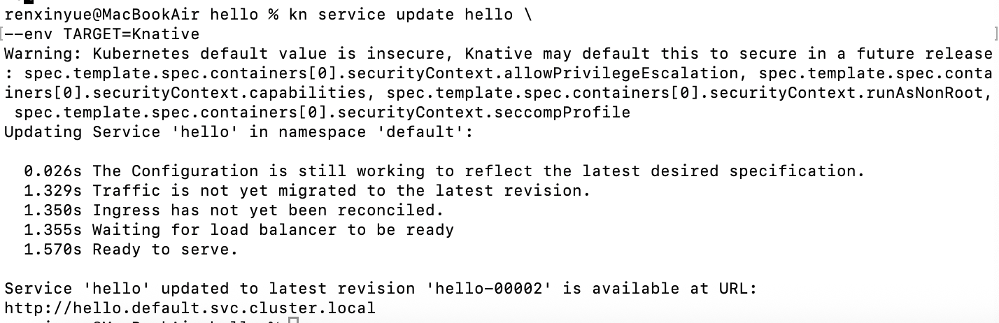 renxinyue@MacBookAir hello % kn service update hello \
[--env TARGET=Knative ]
Warning: Kubernetes default value is insecure, Knative may default this to secure in a future release
: spec.template.spec.containers[0].securityContext.allowPrivilegeEscalation, spec.template.spec.conta
iners[0].securityContext.capabilities, spec.template.spec.containers[0].securityContext.runAsNonRoot,
 spec.template.spec.containers[0].securityContext.seccompProfile
Updating Service 'hello' in namespace 'default':
0.026s The Configuration is still working to reflect the latest desired specification.
1.329s Traffic is not yet migrated to the latest revision.
1.350s Ingress has not yet been reconciled.
1.355s Waiting for load balancer to be ready
1.570s Ready to serve.
Service 'hello' updated to latest revision 'hello-00002' is available at URL:
http://hello.default.svc.cluster.local